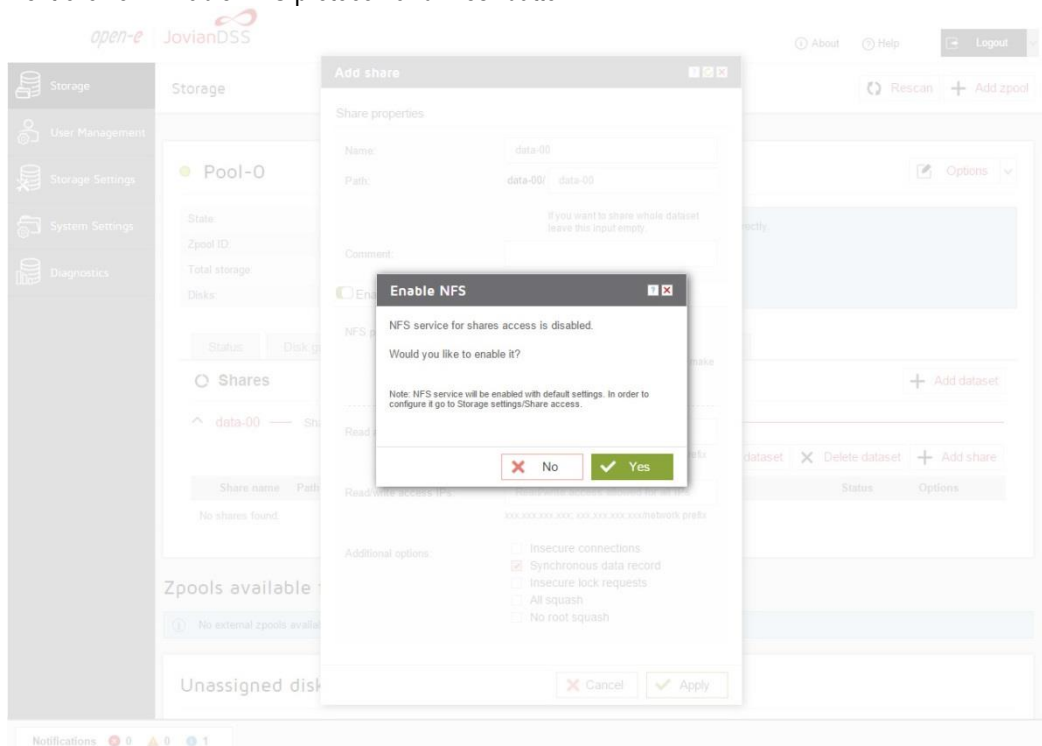 open-e JovianDSS
About Help Logout
Storage
User Management
Storage Settings
System Settings
Diagnostics
Storage
Rescan Add zpool
Pool-0
Options
State:
Zpool ID:
Total storage:
Disks:
Status Disk
Shares
Add dataset
data-00
dataset Delete dataset Add share
Share name Path Status Options
No shares found
Zpools available
No external zpools
Unassigned
Add share
Share properties
Name: data-00
Path: data-00/ data-00
If you want to share whole dataset
leave this input empty.
Comment:
NFS
make
Read
Enable NFS
NFS service for shares access is disabled.
Would you like to enable it?
Note: NFS service will be enabled with default settings. In order to
configure it go to Storage settings/Share access.
No Yes
Read/write access IPs:
Additional options:
Insecure connections
Synchronous data record
Insecure lock requests
All squash
No root squash
Cancel Apply
Notifications 0 0 1